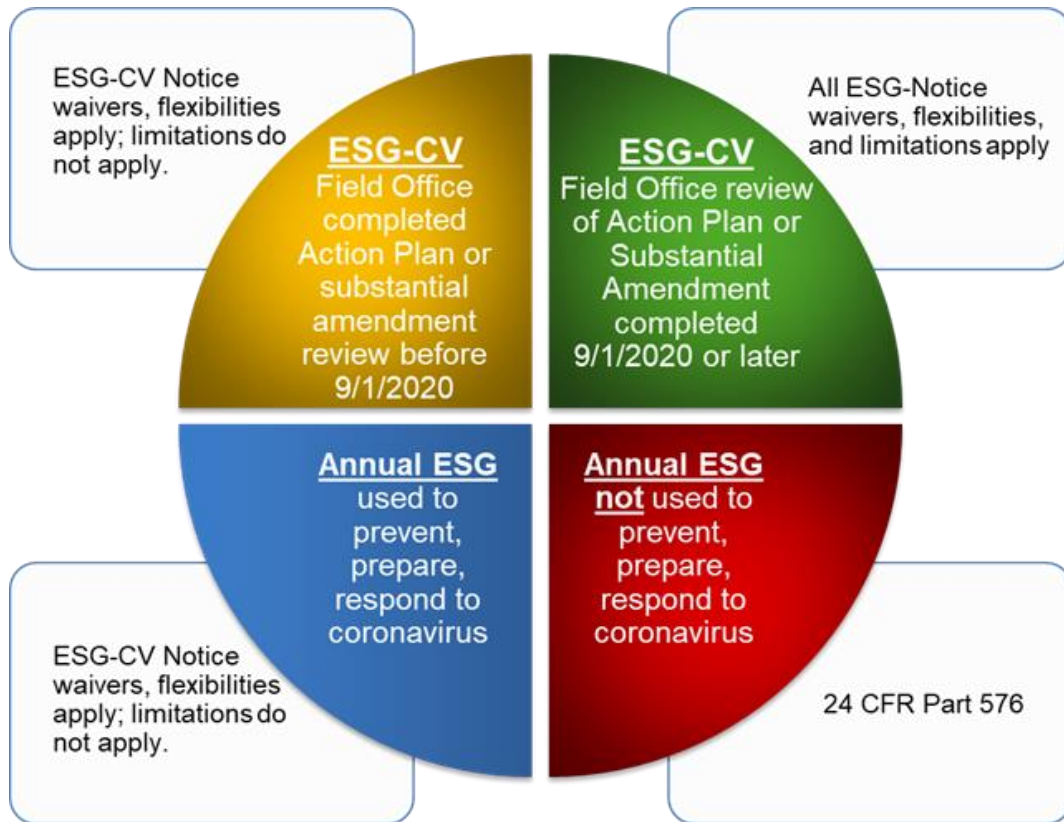 ESG-CV Notice
waivers, flexibilities
apply; limitations do
not apply.
ESG-CV
Field Office
completed
Action Plan or
substantial
amendment
review before
9/1/2020
ESG-CV
Field Office review
of Action Plan or
Substantial
Amendment
completed
9/1/2020 or later
All ESG-Notice
waivers, flexibilities,
and limitations apply
ESG-CV Notice
waivers, flexibilities
apply; limitations do
not apply.
Annual ESG
used to
prevent,
prepare,
respond to
coronavirus
Annual ESG
not used to
prevent,
prepare,
respond to
coronavirus
24 CFR Part 576